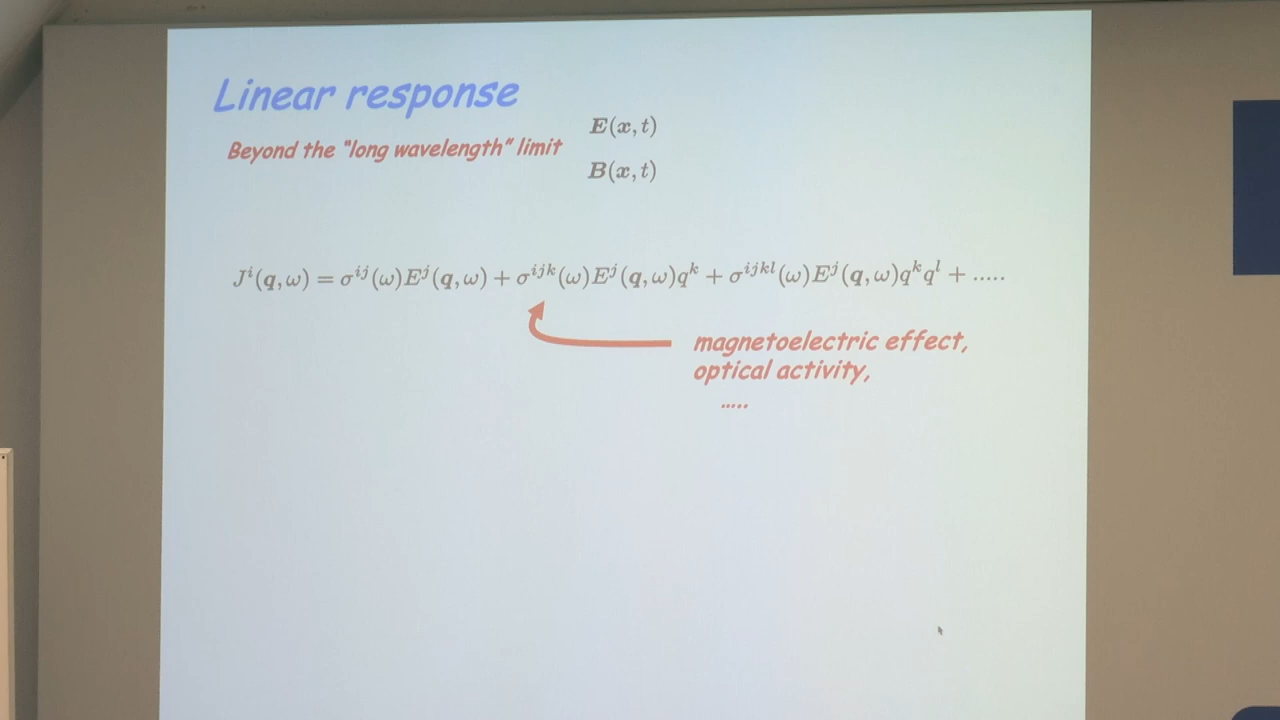 Linear response
Beyond the "long wavelength" limit
E(x, t)
B(x, t)
J^i(q, ω) = σ^{ij}(ω)E^j(q, ω) + σ^{ijk}(ω)E^j(q, ω)q^k + σ^{ijkl}(ω)E^j(q, ω)q^k q^l + .....
magnetoelectric effect,
optical activity,
.....